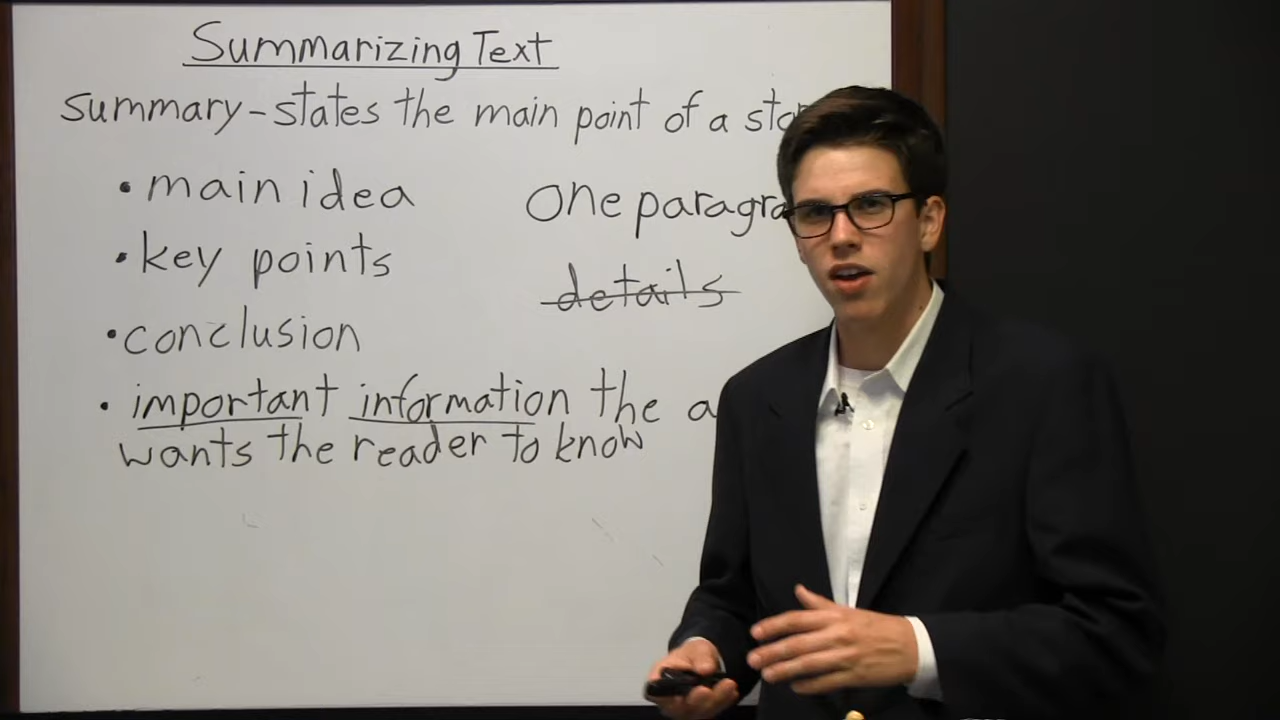 Summarizing Text
summary-states the main point of a
• main idea
one
• key points
details
• conclusion
• important information the
wants the reader to know